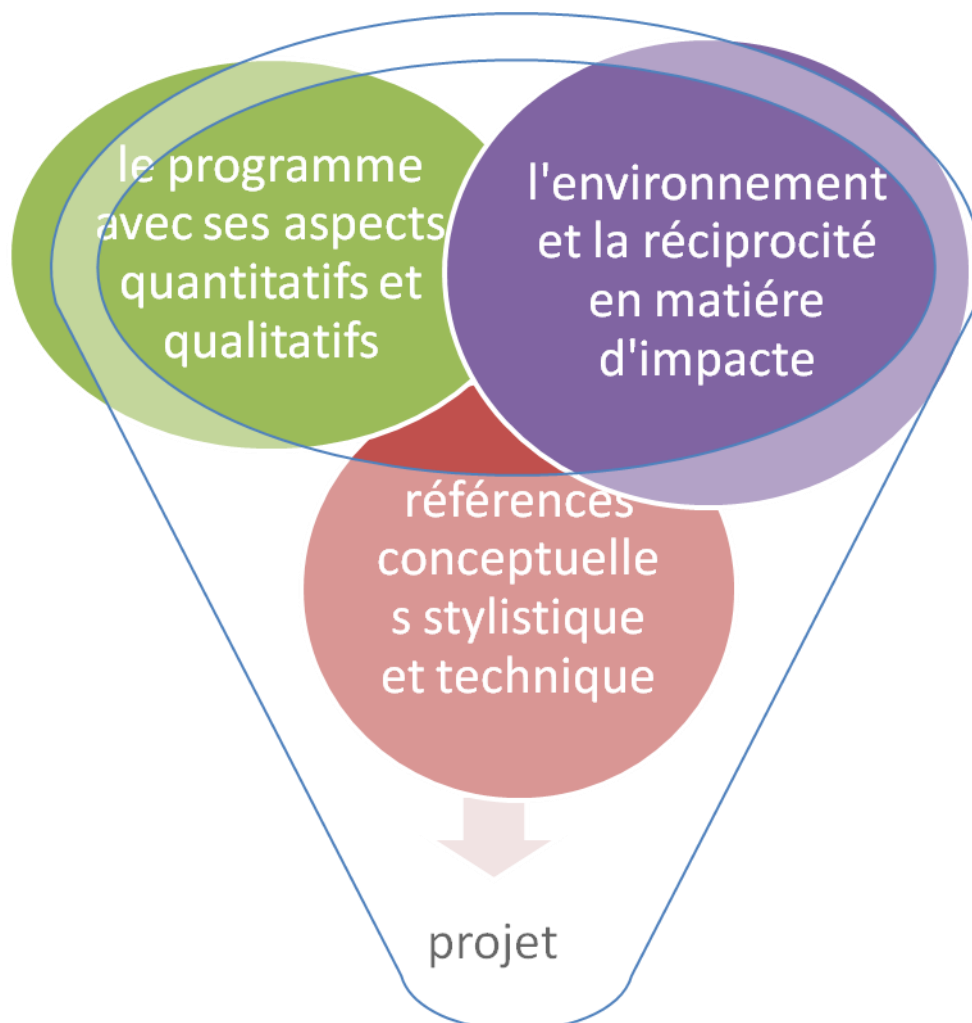 le programme
avec ses aspects
quantitatifs et
qualitatifs
l'environnement
et la réciprocité
en matiére
d'impacte
références
conceptuelle
s stylistique
et technique
projet